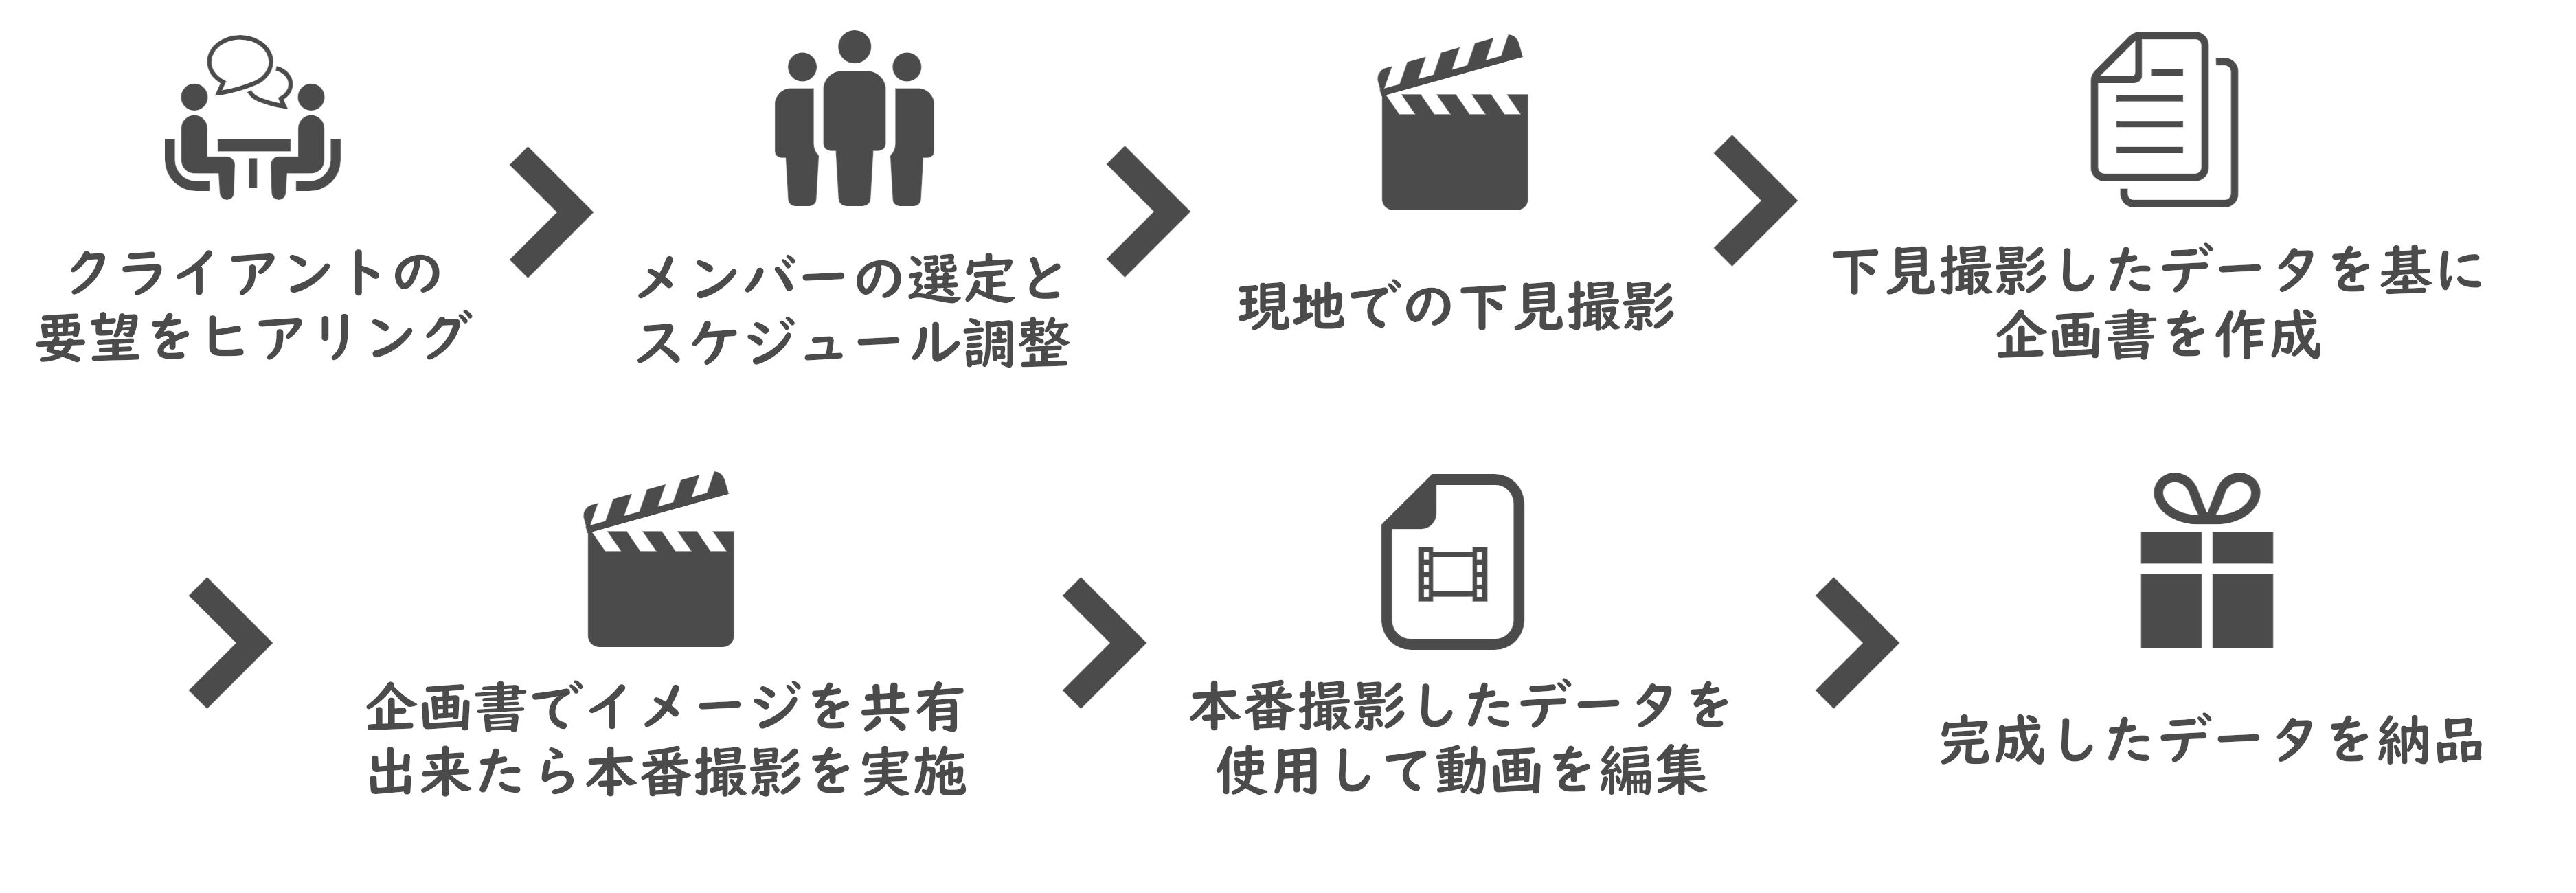 クライアントの
要望をヒアリング
メンバーの選定と
スケジュール調整
現地での下見撮影
下見撮影したデータを基に
企画書を作成
企画書でイメージを共有
出来たら本番撮影を実施
本番撮影したデータを
使用して動画を編集
完成したデータを納品